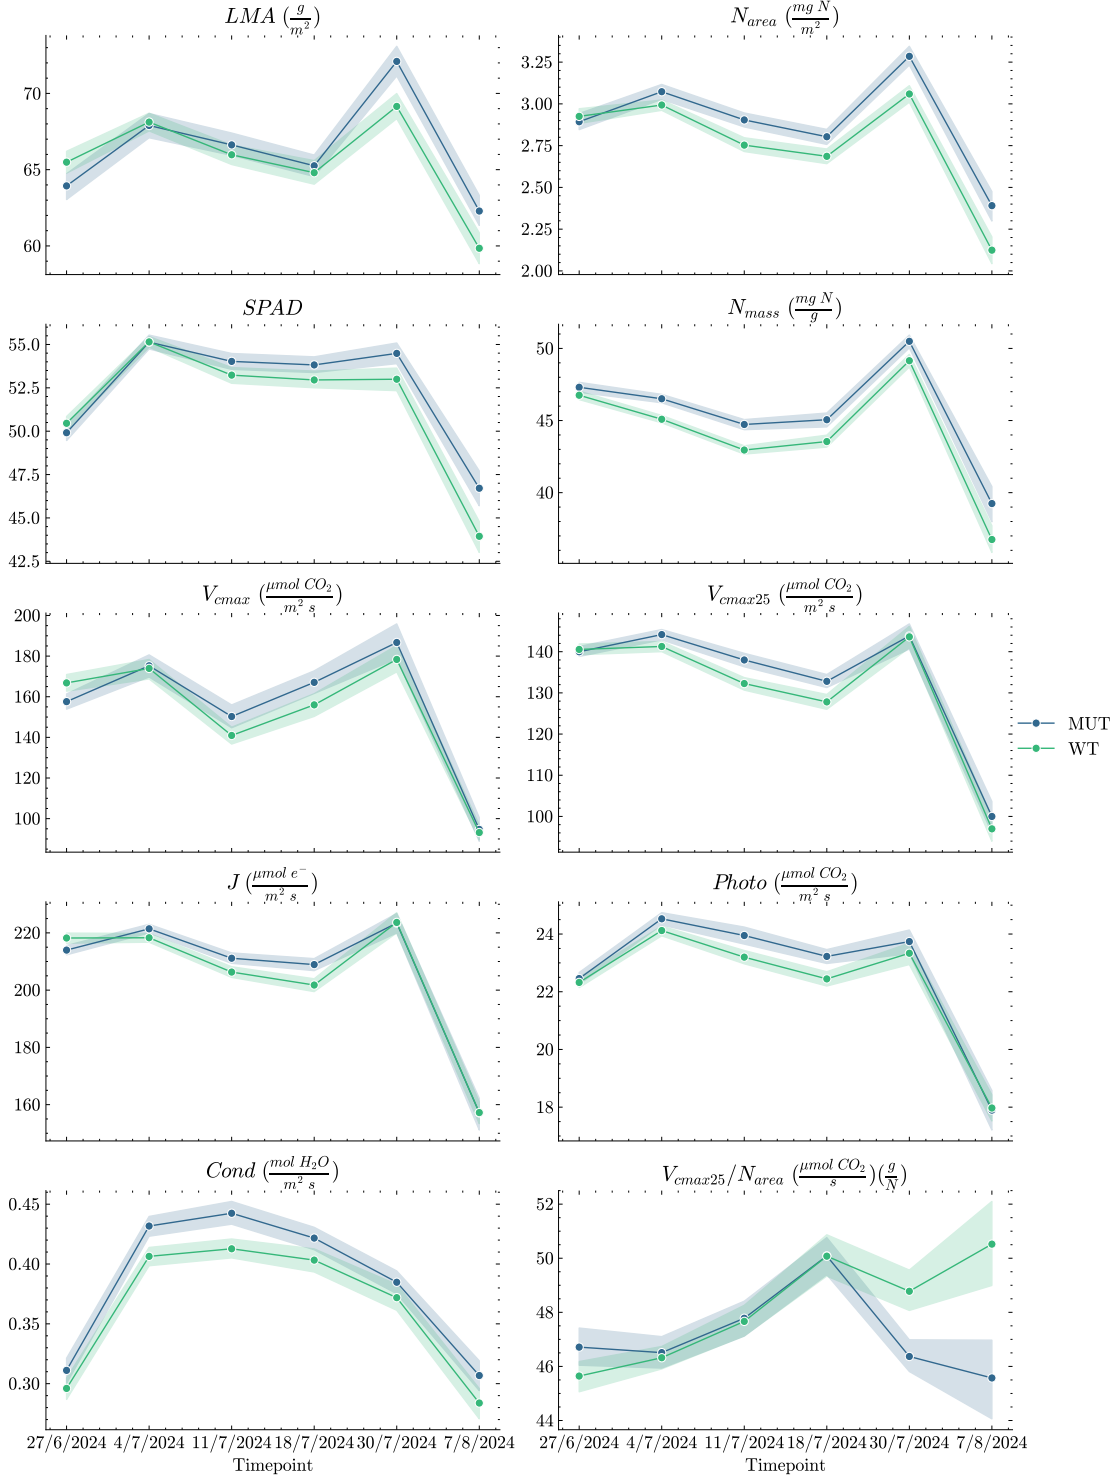 LMA (g/m²)
70
65
60
N_area (mg N/m²)
3.25
3.00
2.75
2.50
2.25
2.00
SPAD
55.0
52.5
50.0
47.5
45.0
42.5
N_mass (mg N/g)
50
45
40
V_cmax (μmol CO₂/m² s)
200
180
160
140
120
100
V_cmax25 (μmol CO₂/m² s)
140
130
120
110
100
MUT
WT
J (μmol e⁻/m² s)
220
200
180
160
Photo (μmol CO₂/m² s)
24
22
20
18
Cond (mol H₂O/m² s)
0.45
0.40
0.35
0.30
27/6/2024 4/7/2024 11/7/2024 18/7/2024 30/7/2024 7/8/2024
Timepoint
V_cmax25/N_area (μmol CO₂/s)(g/N)
52
50
48
46
44
27/6/2024 4/7/2024 11/7/2024 18/7/2024 30/7/2024 7/8/2024
Timepoint